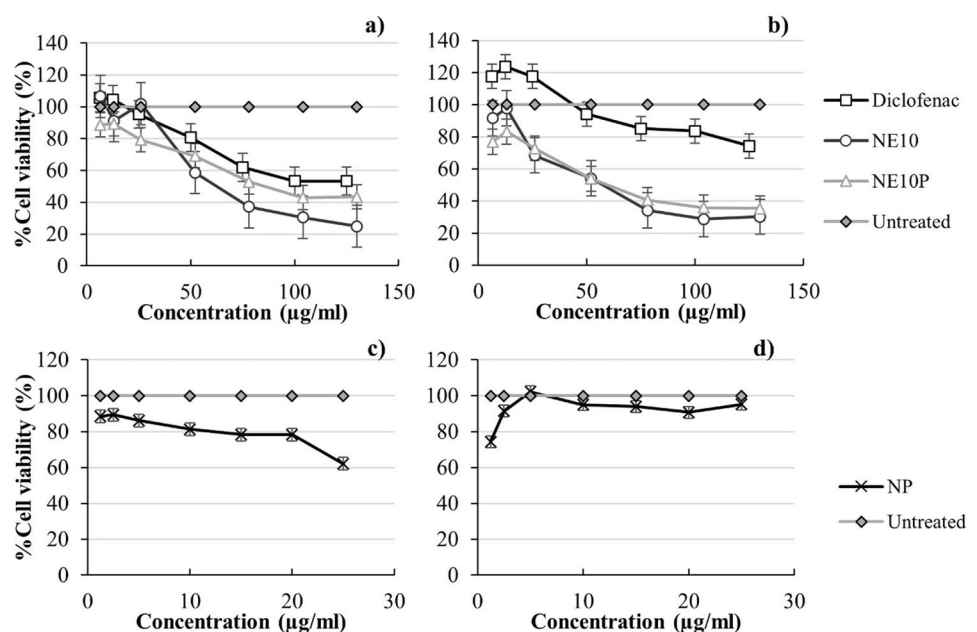 a)
140
120
100
80
60
40
20
0
%Cell viability (%)
0 50 100 150
Concentration (µg/ml)
b)
140
120
100
80
60
40
20
0
0 50 100 150
Concentration (µg/ml)
Diclofenac
NE10
NE10P
Untreated
c)
120
100
80
60
40
20
0
%Cell viability (%)
0 10 20 30
Concentration (µg/ml)
d)
120
100
80
60
40
20
0
0 10 20 30
Concentration (µg/ml)
NP
Untreated